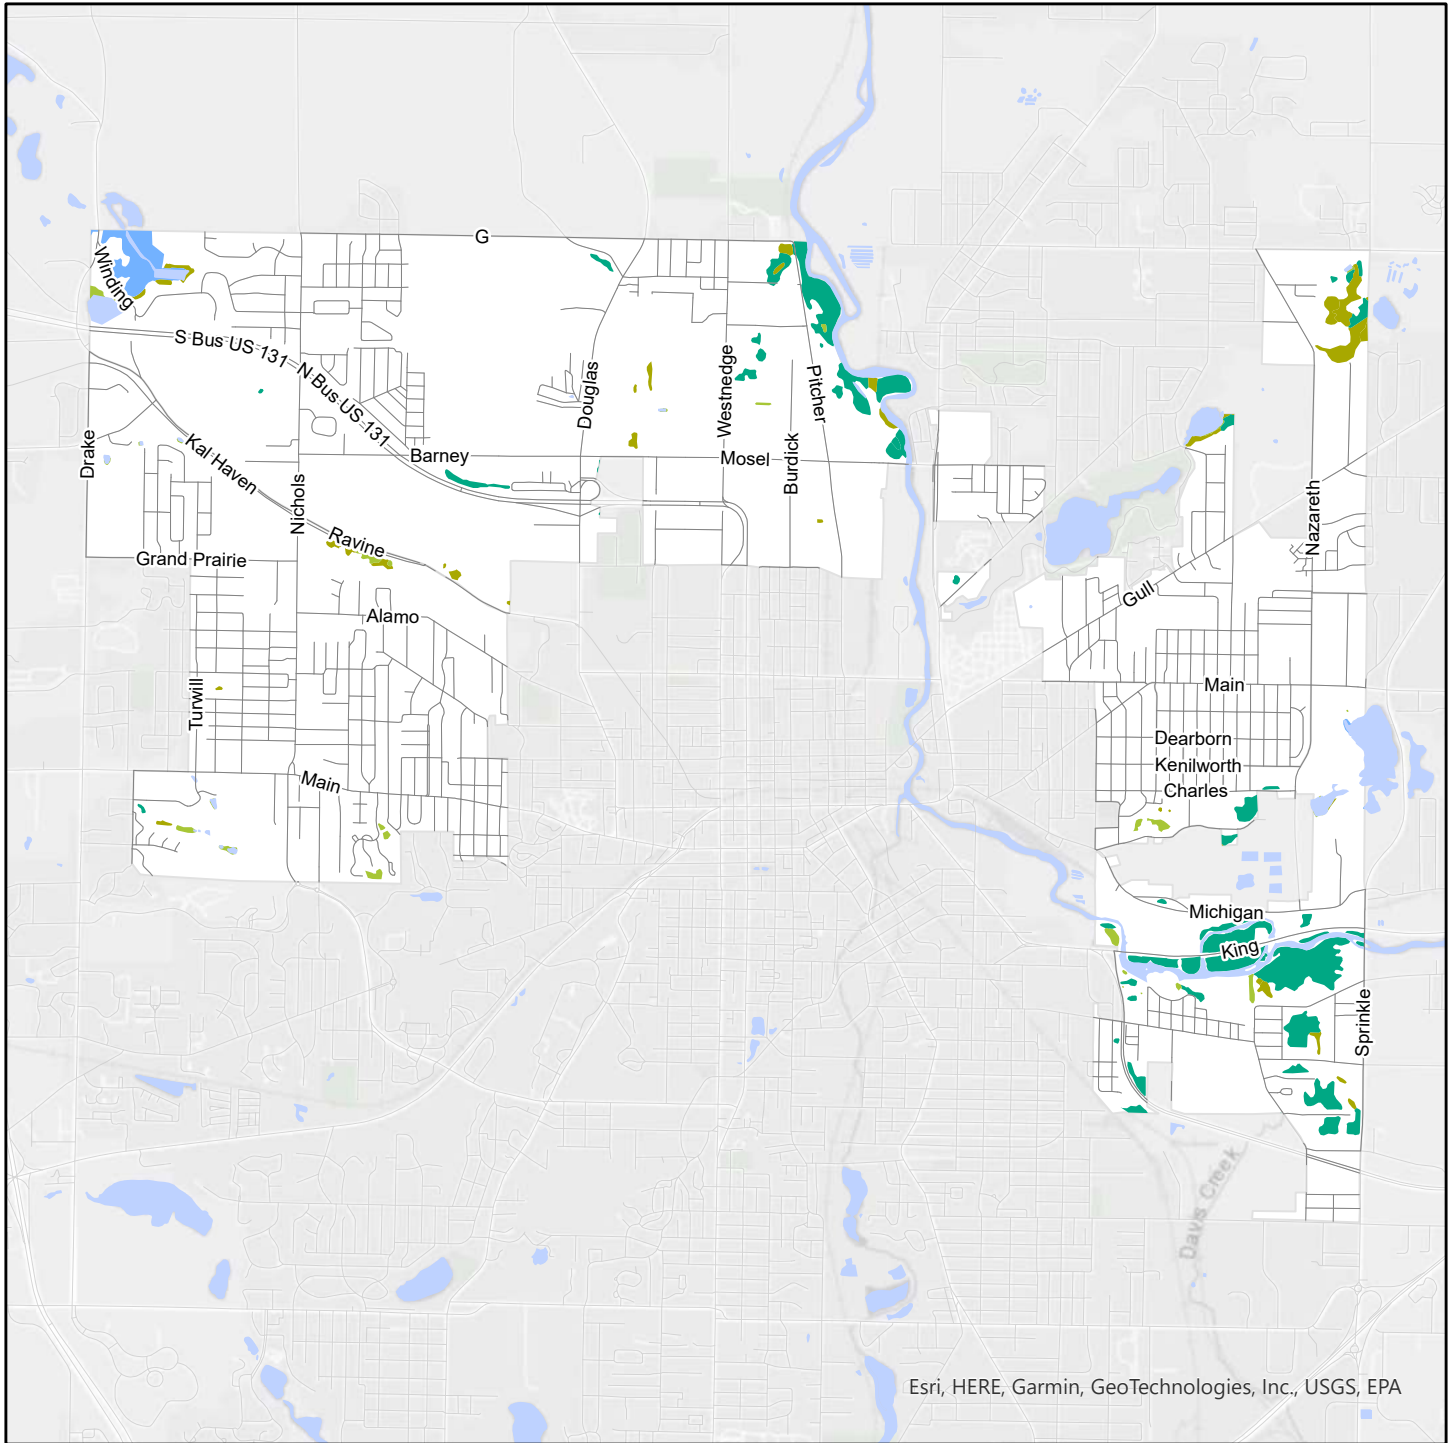 G
Winding
S Bus US 131
N Bus US 131
Douglas
Westnedge
Pitcher
Drake
Kal Haven
Barney
Mosel
Burdick
Nichols
Ravine
Grand Prairie
Alamo
Turwill
Main
Nazareth
Gull
Main
Dearborn
Kenilworth
Charles
Michigan
King
Sprinkle
Davis Creek
Esri, HERE, Garmin, GeoTechnologies, Inc., USGS, EPA